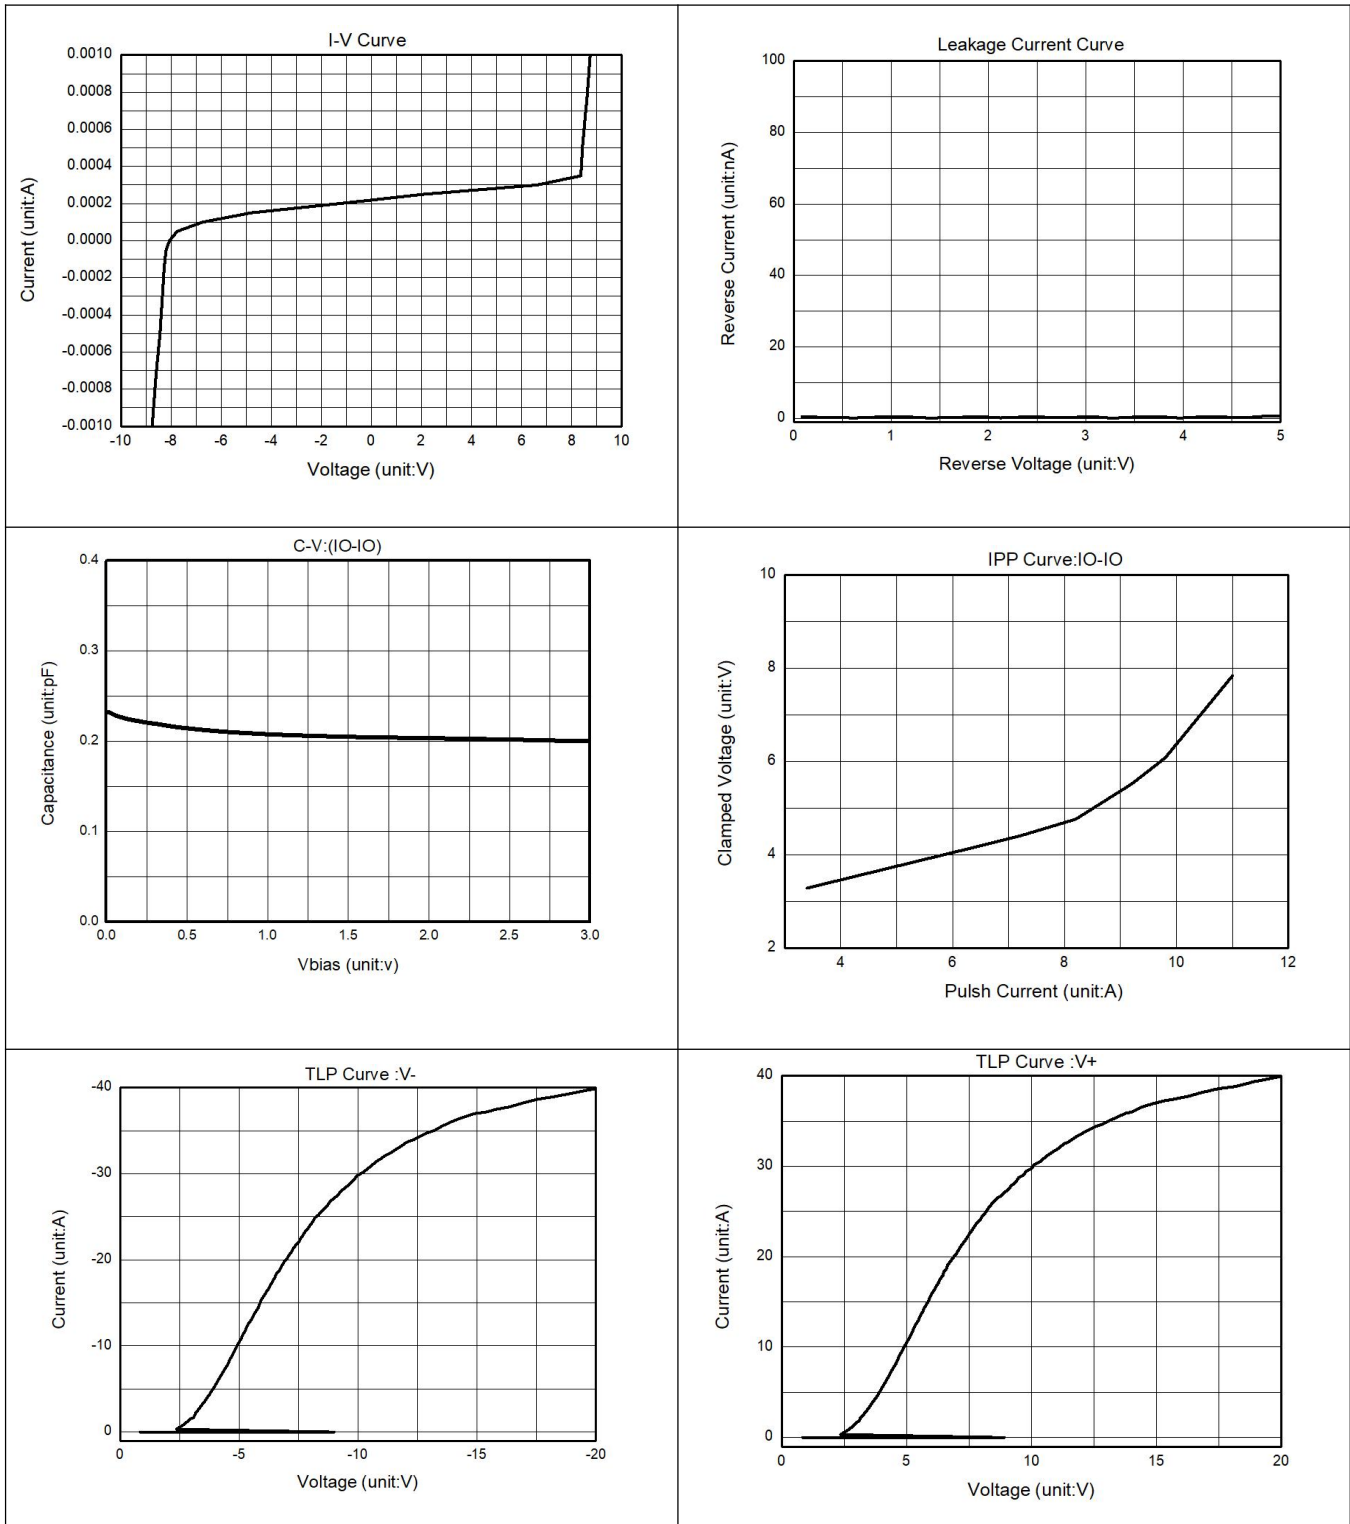 I-V Curve
0.0010
0.0008
0.0006
0.0004
0.0002
0.0000
-0.0002
-0.0004
-0.0006
-0.0008
-0.0010
Current (unit:A)
-10 -8 -6 -4 -2 0 2 4 6 8 10
Voltage (unit:V)
Leakage Current Curve
100
80
60
40
20
0
Reverse Current (unit:nA)
0 1 2 3 4 5
Reverse Voltage (unit:V)
C-V:(IO-IO)
0.4
0.3
0.2
0.1
0.0
Capacitance (unit:pF)
0.0 0.5 1.0 1.5 2.0 2.5 3.0
Vbias (unit:v)
IPP Curve:IO-IO
10
8
6
4
2
Clamped Voltage (unit:V)
4 6 8 10 12
Pulsh Current (unit:A)
TLP Curve :V-
-40
-30
-20
-10
0
Current (unit:A)
0 -5 -10 -15 -20
Voltage (unit:V)
TLP Curve :V+
40
30
20
10
0
Current (unit:A)
0 5 10 15 20
Voltage (unit:V)